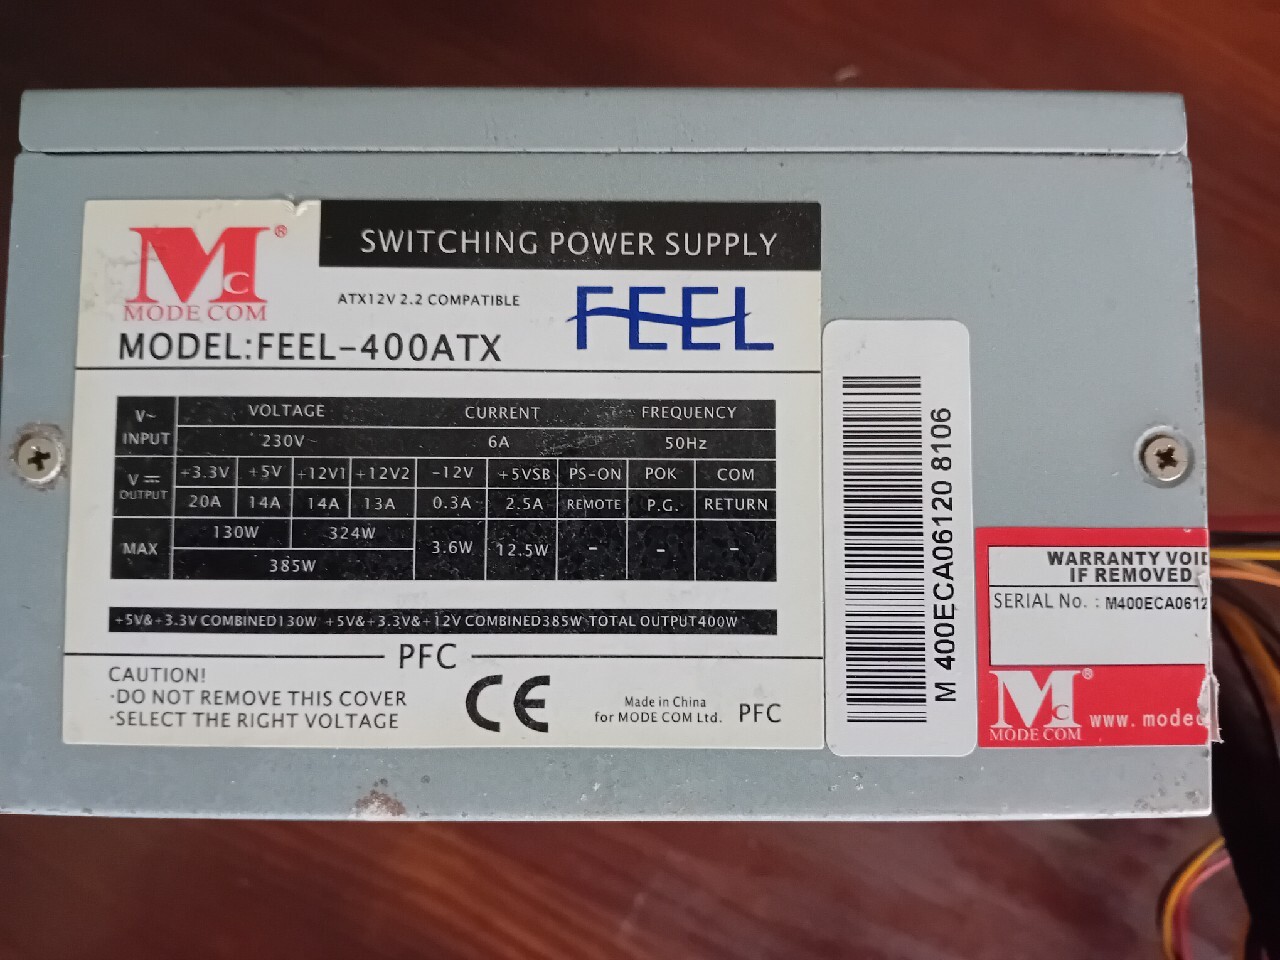 MC®
MODE COM
SWITCHING POWER SUPPLY
ATX12V 2.2 COMPATIBLE
FEEL
MODEL:FEEL-400ATX
V~ INPUT VOLTAGE CURRENT FREQUENCY
230V~ 6A 50Hz
V⎓ OUTPUT +3.3V +5V +12V1 +12V2 -12V +5VSB PS-ON POK COM
20A 14A 14A 13A 0.3A 2.5A REMOTE P.G. RETURN
MAX 130W 324W 3.6W 12.5W - - -
385W
+5V&+3.3V COMBINED130W +5V&+3.3V&+12V COMBINED385W TOTAL OUTPUT400W
PFC
CAUTION!
·DO NOT REMOVE THIS COVER
·SELECT THE RIGHT VOLTAGE
CE
Made in China
for MODE COM Ltd. PFC
M 400ECA06120 8106
WARRANTY VOID
IF REMOVED
SERIAL No. : M400ECA0612
MC®
MODE COM
www. modec